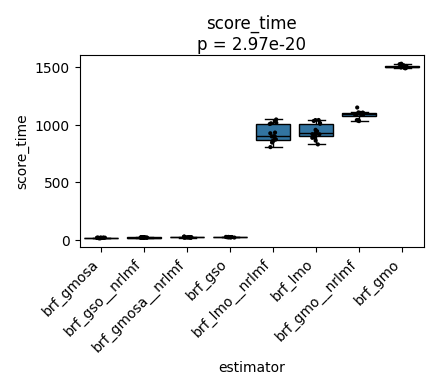 score_time
p = 2.97e-20
score_time
1500
1000
500
0
brf_gmosa
brf_gso__nrlmf
brf_gmosa__nrlmf
brf_gso
brf_lmo__nrlmf
brf_lmo
brf_gmo__nrlmf
brf_gmo
estimator